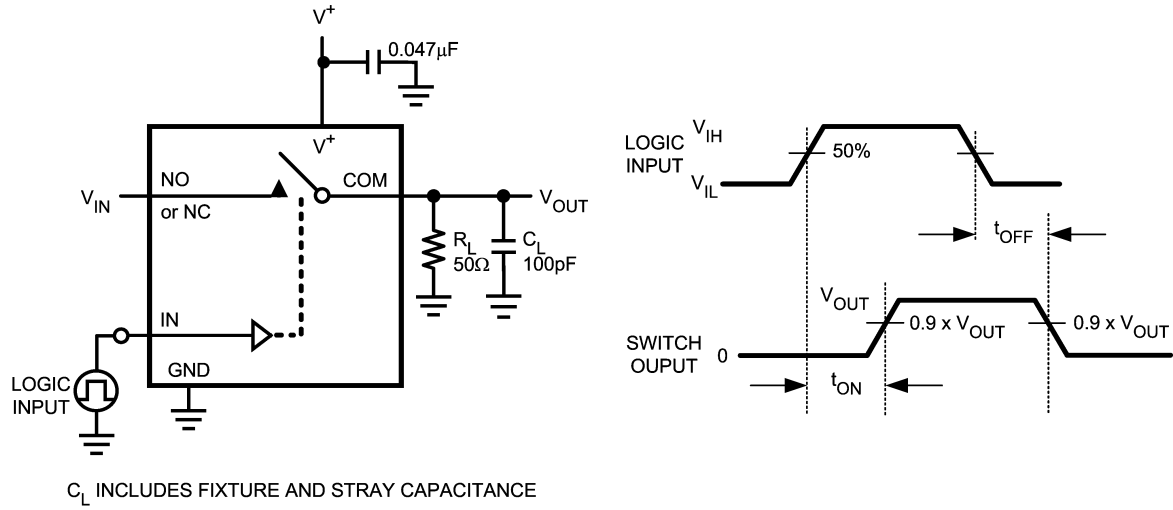 V+
0.047μF
V+
NO
COM
VIN
or NC
VOUT
RL
50Ω
CL
100pF
IN
GND
LOGIC
INPUT
CL INCLUDES FIXTURE AND STRAY CAPACITANCE
LOGIC
INPUT
VIH
50%
VIL
tOFF
VOUT
0.9 x VOUT
0.9 x VOUT
SWITCH
OUPUT
0
tON